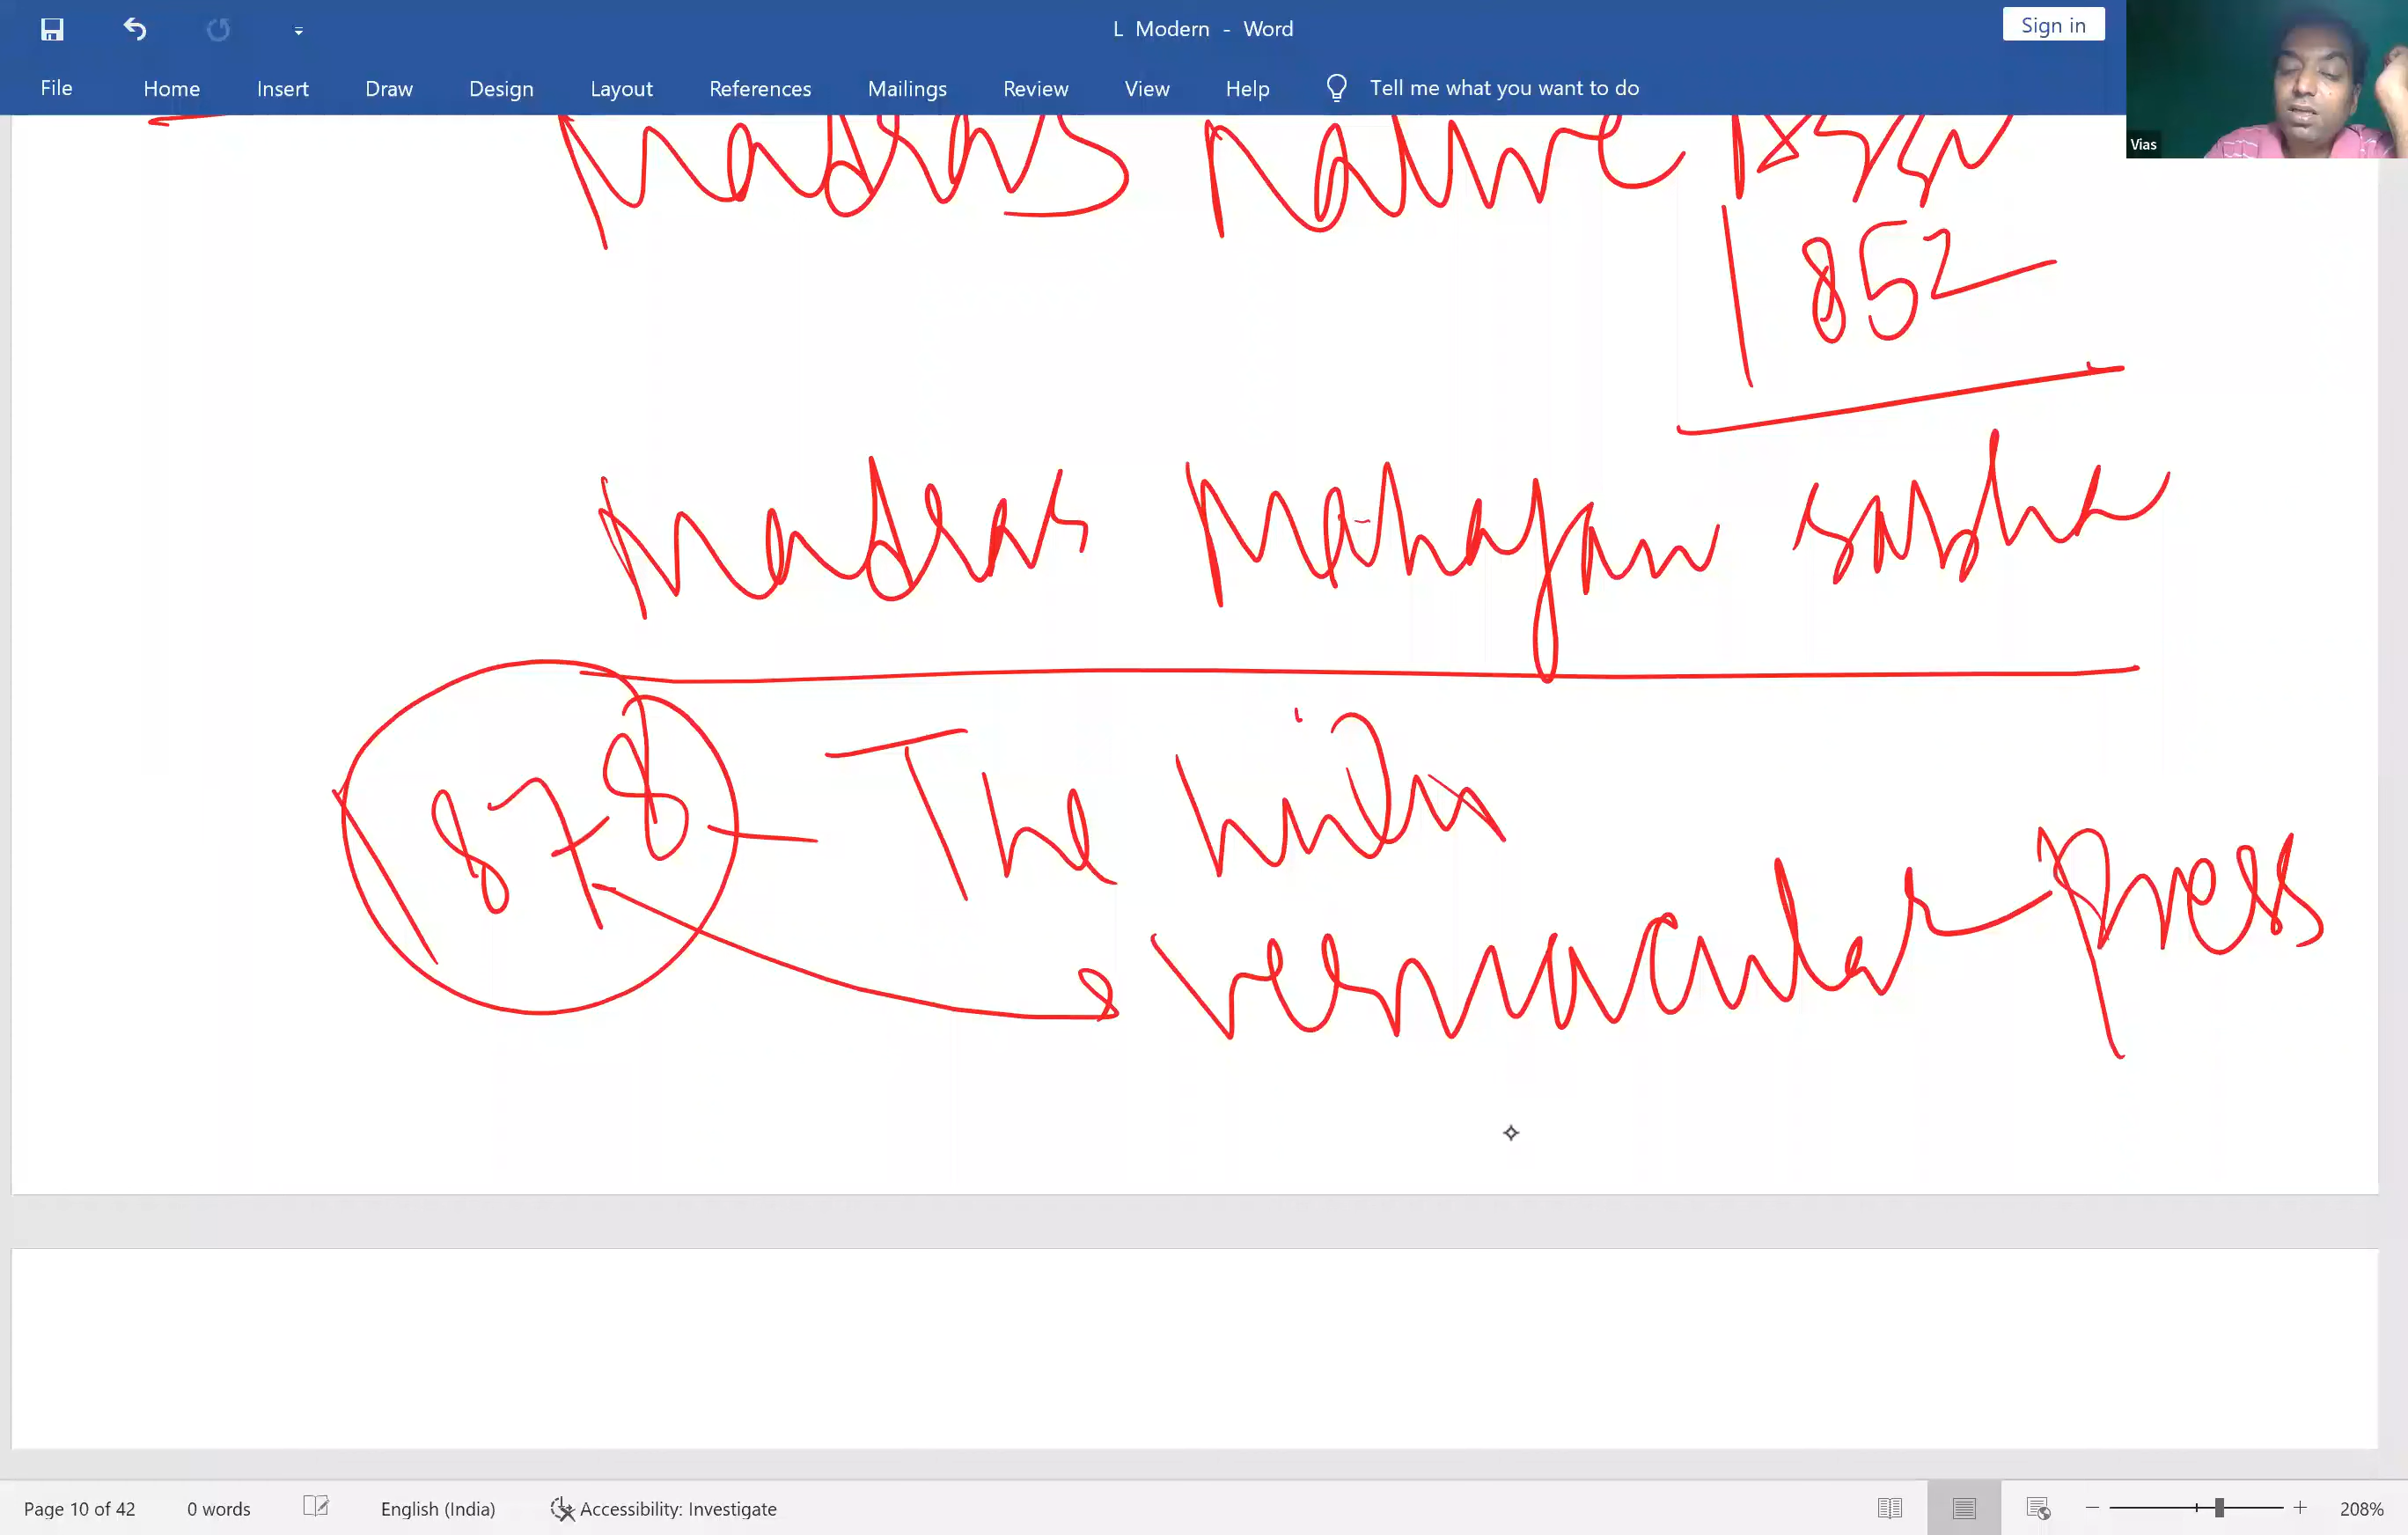 L Modern - Word
Sign in
File Home Insert Draw Design Layout References Mailings Review View Help Tell me what you want to do
Vias
Madras Native
1852
Madras Mahajan Sabha
1878 - The hindu
vernacular Press
Page 10 of 42 0 words English (India) Accessibility: Investigate 208%